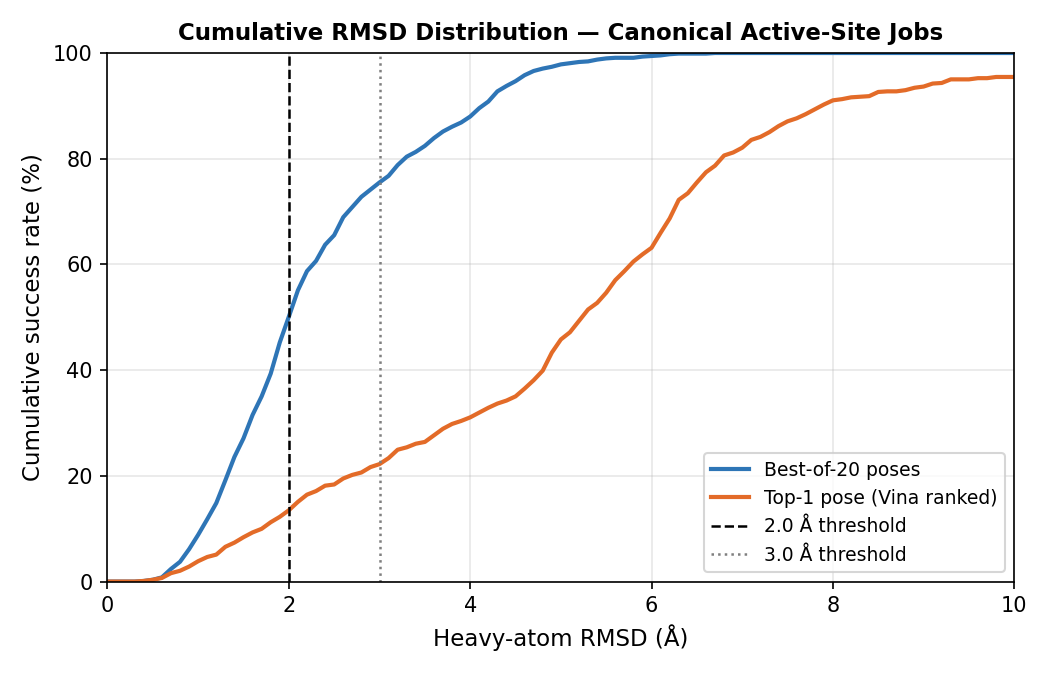 Cumulative RMSD Distribution — Canonical Active-Site Jobs
Cumulative success rate (%)
100
80
60
40
20
0
0 2 4 6 8 10
Heavy-atom RMSD (Å)
Best-of-20 poses
Top-1 pose (Vina ranked)
2.0 Å threshold
3.0 Å threshold